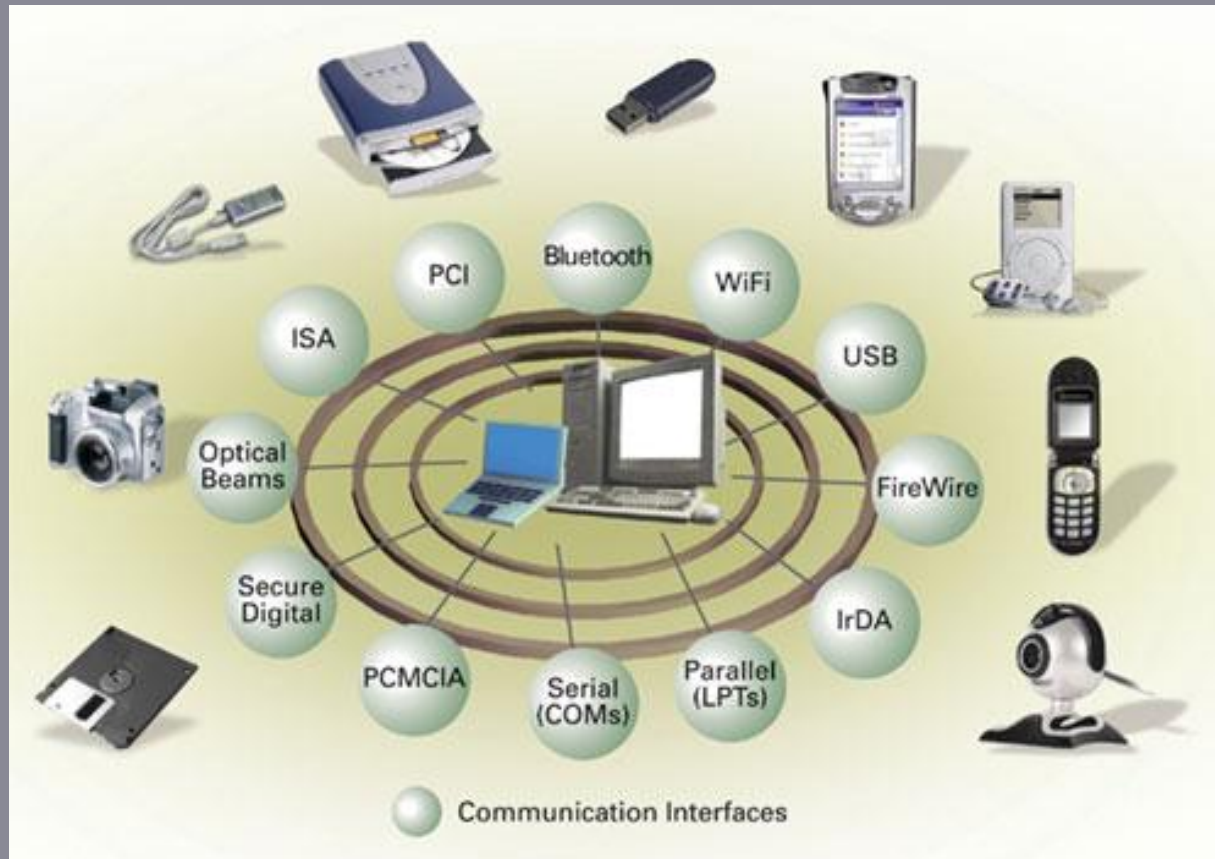 Bluetooth
PCI
WiFi
ISA
USB
Optical
Beams
FireWire
Secure
Digital
IrDA
PCMCIA
Serial
(COMs)
Parallel
(LPTs)
Communication Interfaces